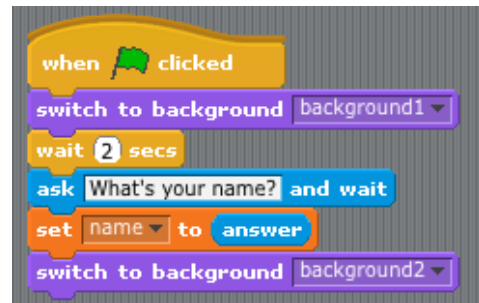 when clicked
switch to background background1
wait 2 secs
ask What's your name? and wait
set name to answer
switch to background background2